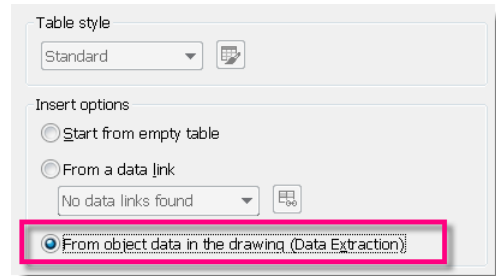 Table style
Standard
Insert options
Start from empty table
From a data link
No data links found
From object data in the drawing (Data Extraction)